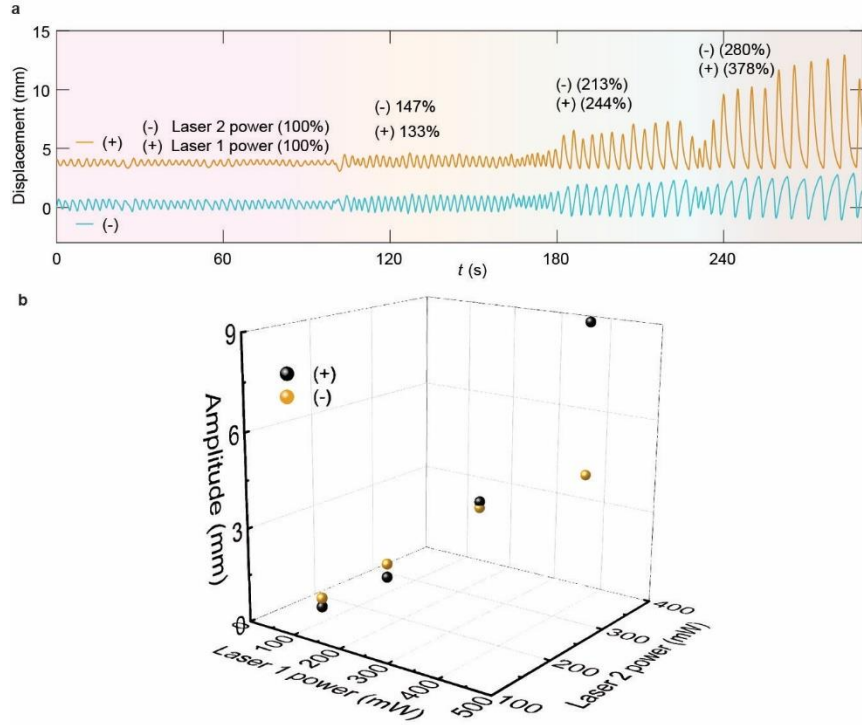 a
15
10
5
0
Displacement (mm)
(-) (280%)
(+) (378%)
(-) (213%)
(+) (244%)
(-) 147%
(+) 133%
(-) Laser 2 power (100%)
(+) (+) Laser 1 power (100%)
(-)
0 60 120 180 240
t (s)
b
9
6
3
0
Amplitude (mm)
(+)
(-)
0
100
200
300
400
500
Laser 1 power (mW)
100
200
300
400
Laser 2 power (mW)